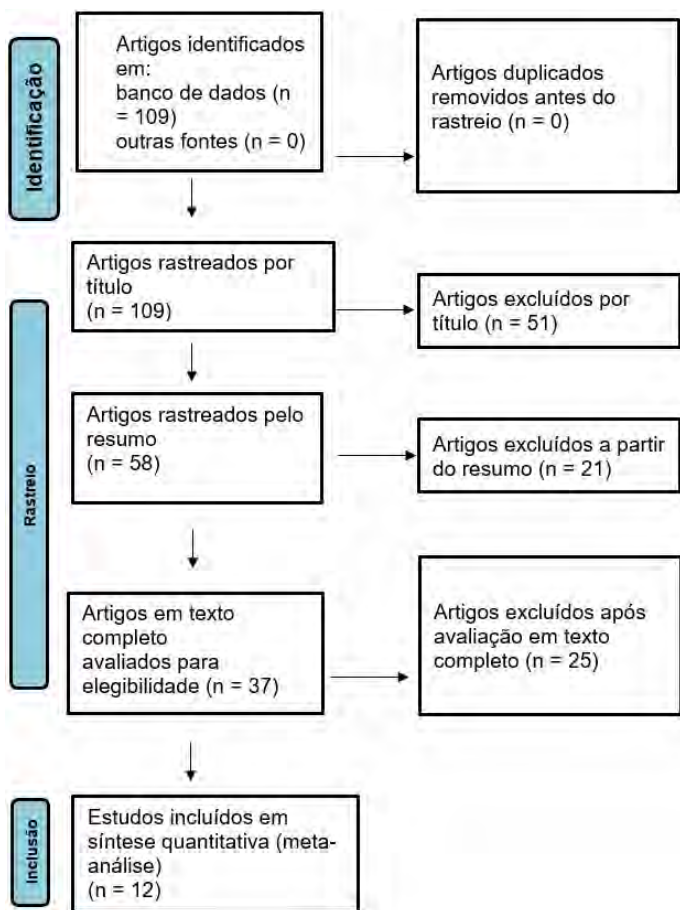 Identificação
Artigos identificados
em:
banco de dados (n
= 109)
outras fontes (n = 0)
Artigos duplicados
removidos antes do
rastreio (n = 0)
Rastreio
Artigos rastreados por
título
(n = 109)
Artigos excluídos por
título (n = 51)
Artigos rastreados pelo
resumo
(n = 58)
Artigos excluídos a partir
do resumo (n = 21)
Artigos em texto
completo
avaliados para
elegibilidade (n = 37)
Artigos excluídos após
avaliação em texto
completo (n = 25)
Inclusão
Estudos incluídos em
síntese quantitativa (meta-
análise)
(n = 12)